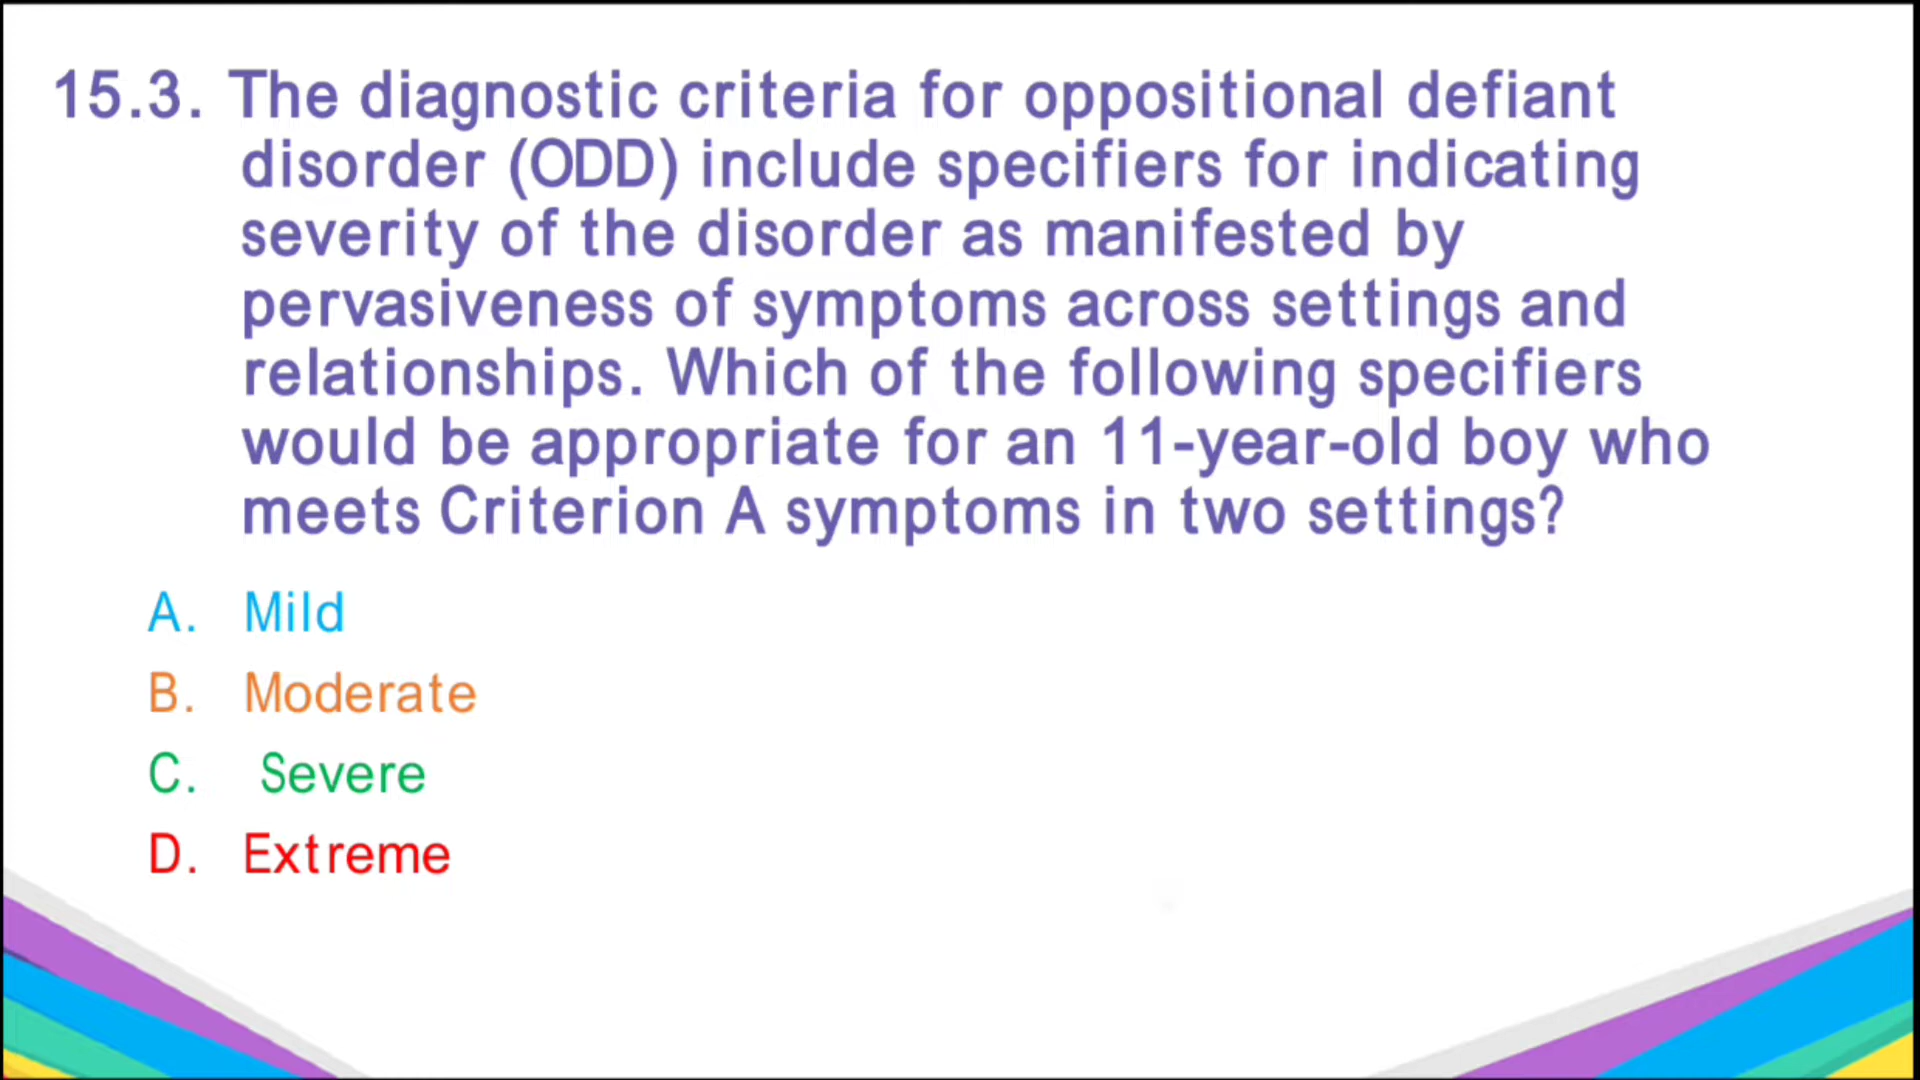 15.3. The diagnostic criteria for oppositional defiant
disorder (ODD) include specifiers for indicating
severity of the disorder as manifested by
pervasiveness of symptoms across settings and
relationships. Which of the following specifiers
would be appropriate for an 11-year-old boy who
meets Criterion A symptoms in two settings?
A. Mild
B. Moderate
C. Severe
D. Extreme